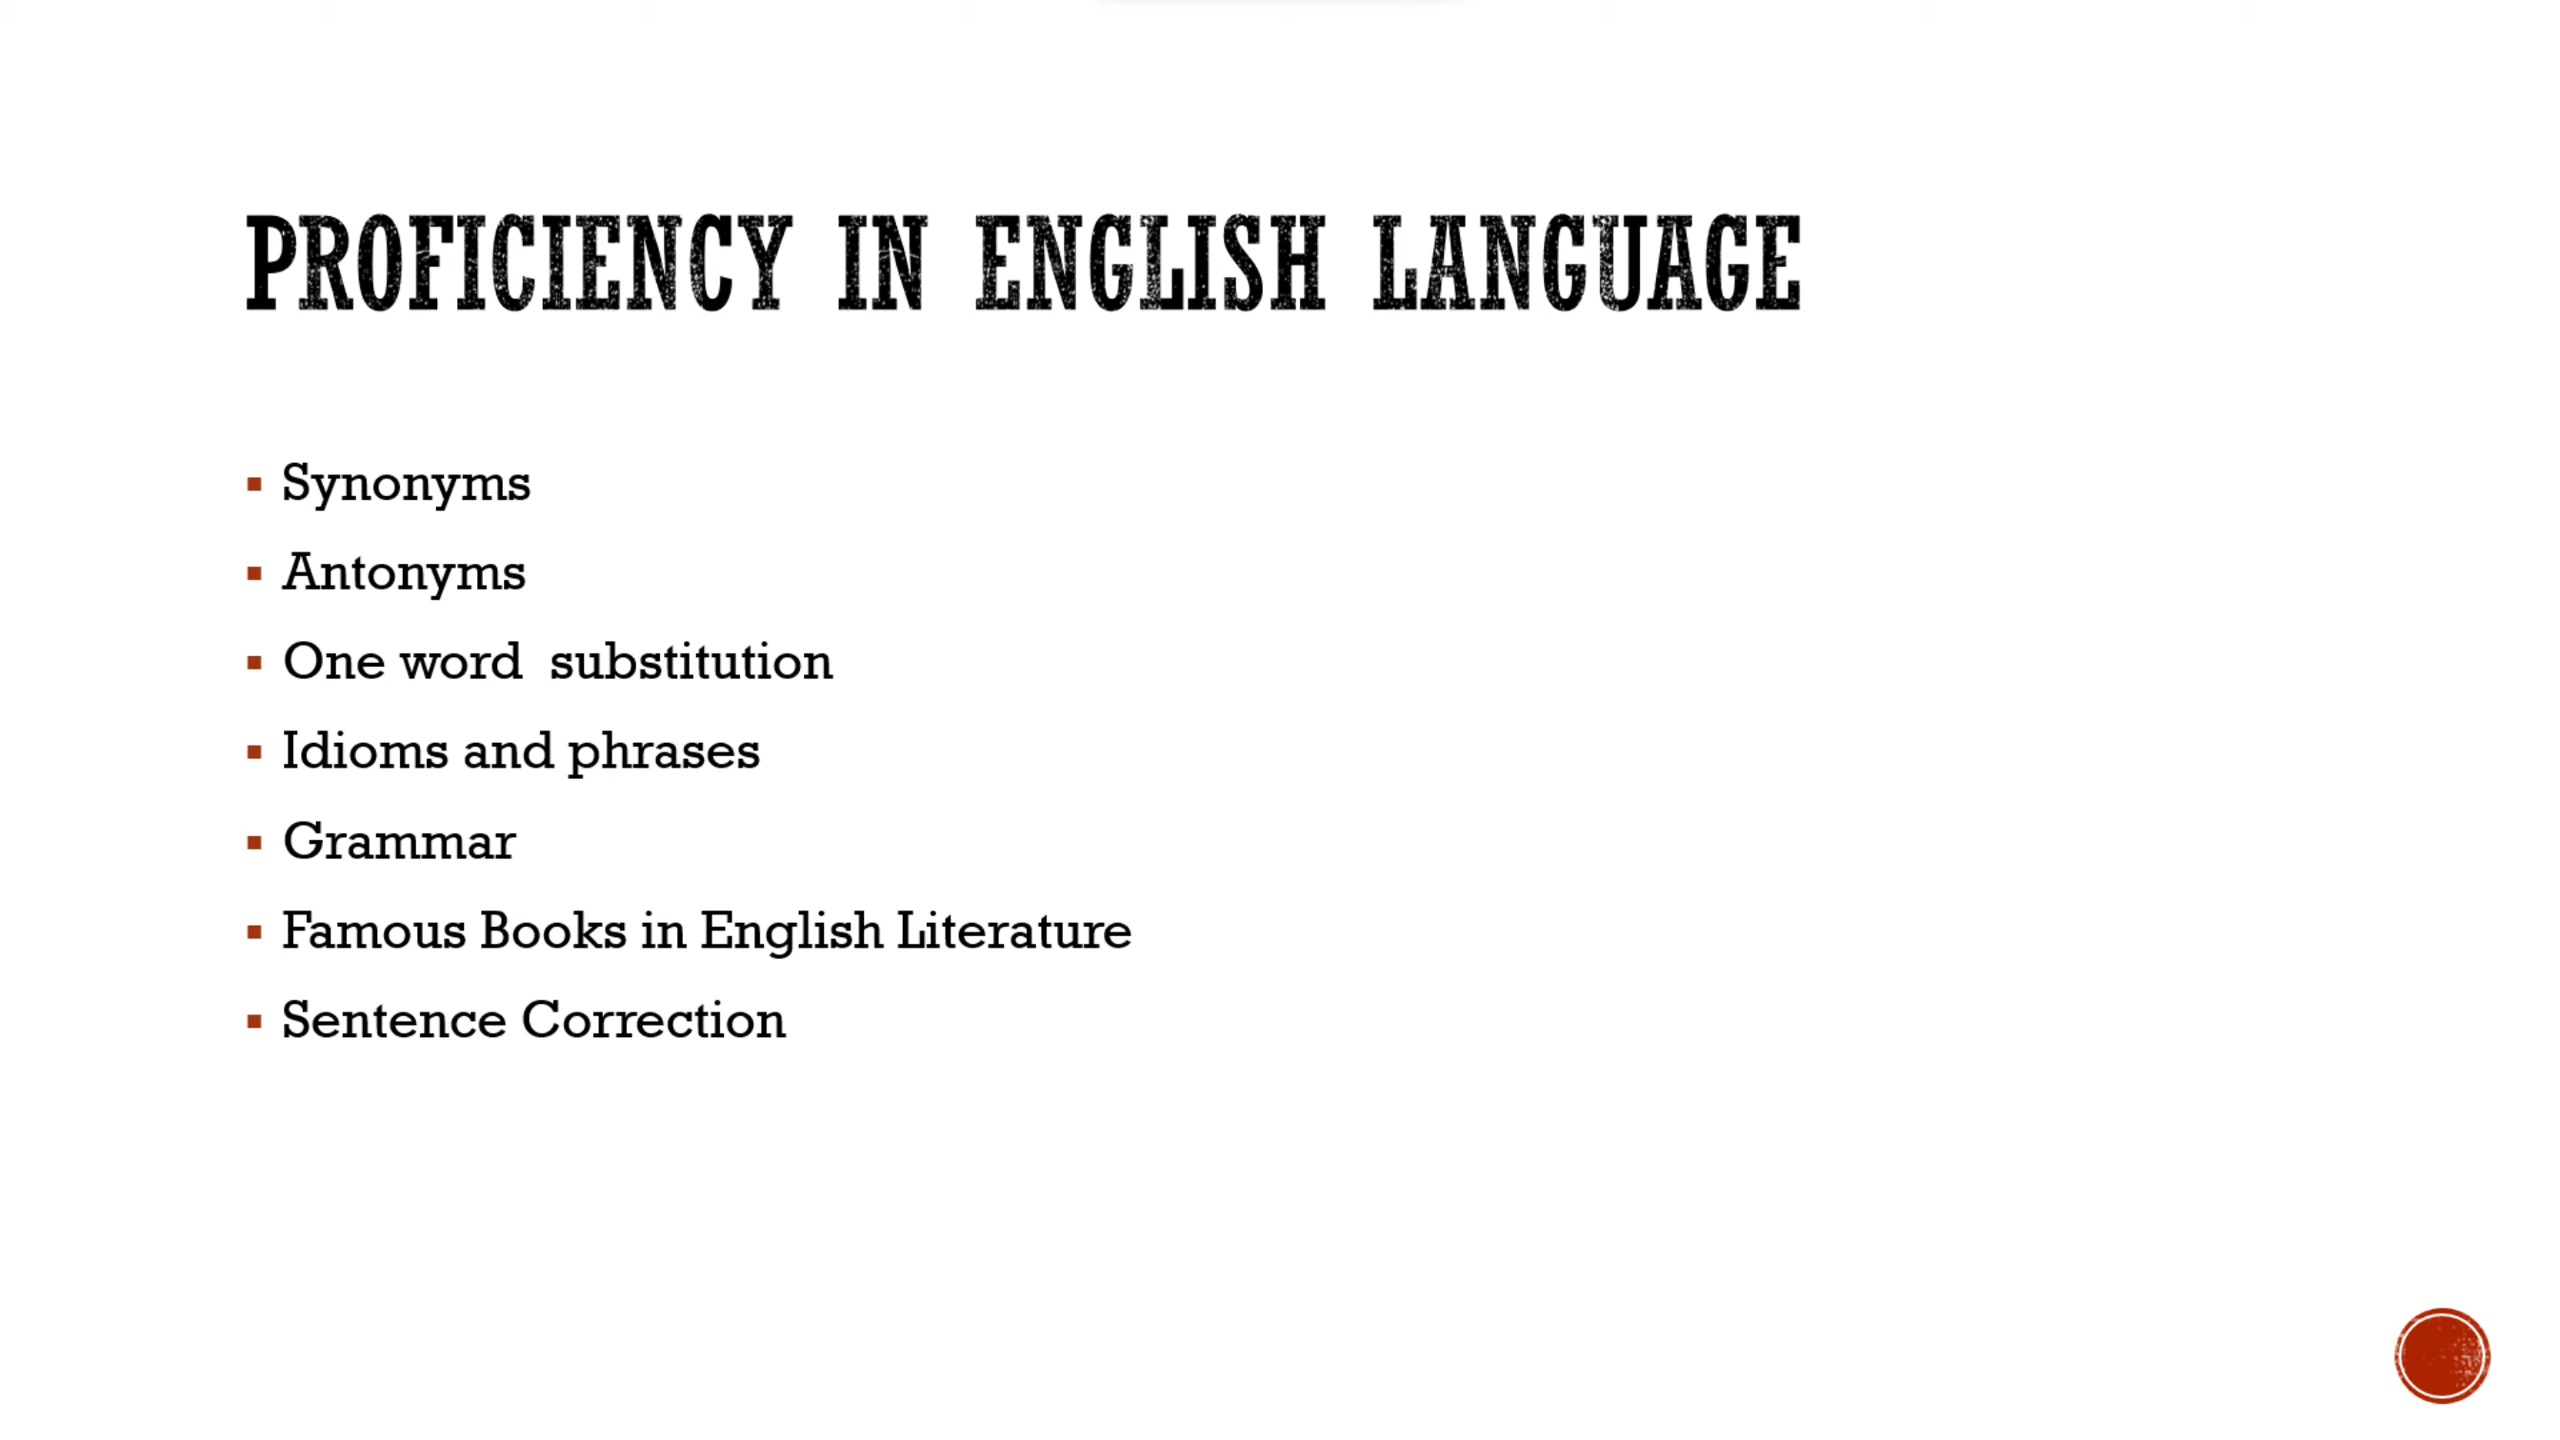 PROFICIENCY IN ENGLISH LANGUAGE
▪ Synonyms
▪ Antonyms
▪ One word  substitution
▪ Idioms and phrases
▪ Grammar
▪ Famous Books in English Literature
▪ Sentence Correction